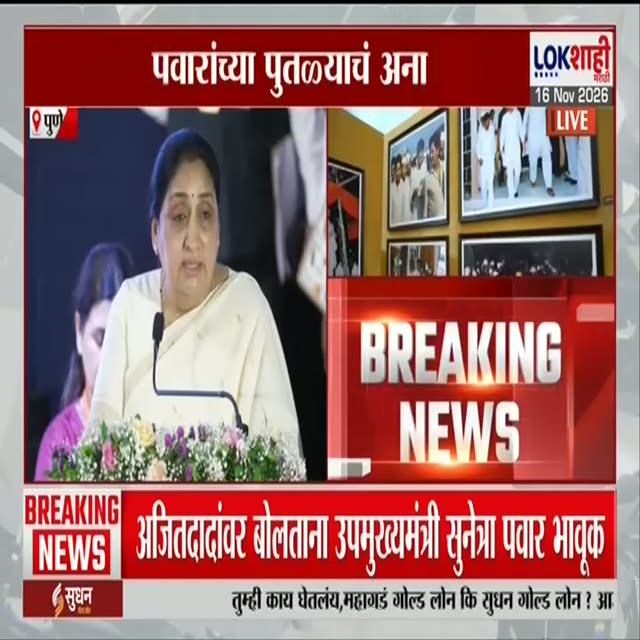 पवारांच्या पुतळ्याचं अना
LOKशाही
मराठी
16 Nov 2026
पुणे
LIVE
BREAKING
NEWS
BREAKING
NEWS
अजितदादांवर बोलताना उपमुख्यमंत्री सुनेत्रा पवार भावूक
सुधन
तुम्ही काय घेतलंय,महागडं गोल्ड लोन कि सुधन गोल्ड लोन ? आ